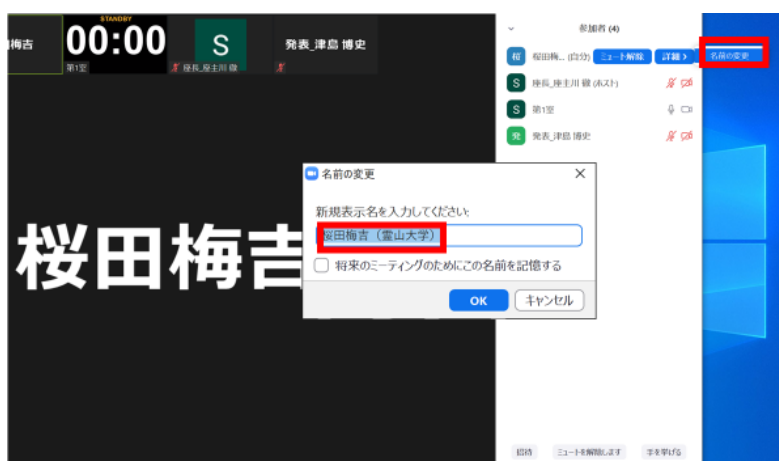 梅吉
STANDBY
00:00
第1室
S
座長_座主川 徹
発表_津島 博史
参加者 (4)
桜 桜田梅... (自分) ミュート解除 詳細 > 名前の変更
S 座長_座主川 徹 (ホスト)
S 第1室
発 発表_津島 博史
名前の変更
新規表示名を入力してください:
桜田梅吉（霊山大学）
将来のミーティングのためにこの名前を記憶する
OK キャンセル
桜田梅吉
招待 ミュートを解除します 手を挙げる